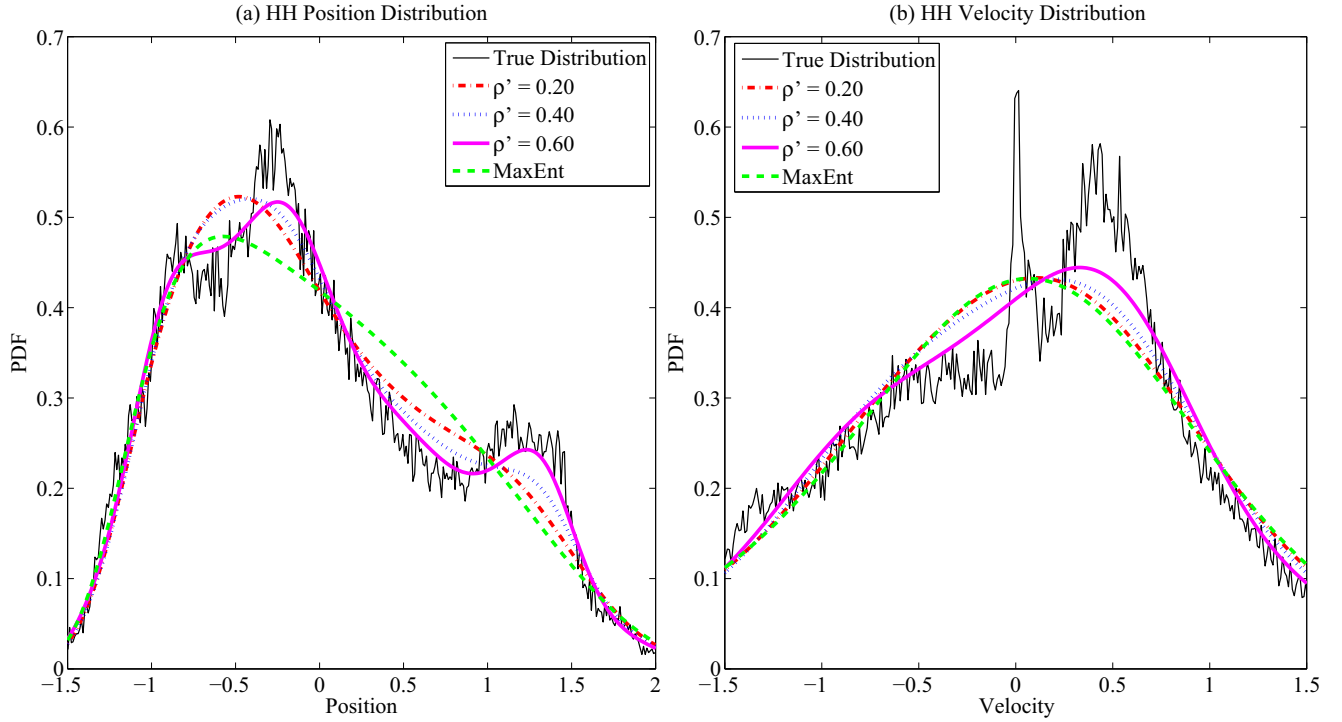 (a) HH Position Distribution
0.7
0.6
0.5
0.4
0.3
0.2
0.1
0
PDF
−1.5 −1 −0.5 0 0.5 1 1.5 2
Position
True Distribution
ρ’ = 0.20
ρ’ = 0.40
ρ’ = 0.60
MaxEnt
(b) HH Velocity Distribution
0.7
0.6
0.5
0.4
0.3
0.2
0.1
0
PDF
−1.5 −1 −0.5 0 0.5 1 1.5
Velocity
True Distribution
ρ’ = 0.20
ρ’ = 0.40
ρ’ = 0.60
MaxEnt